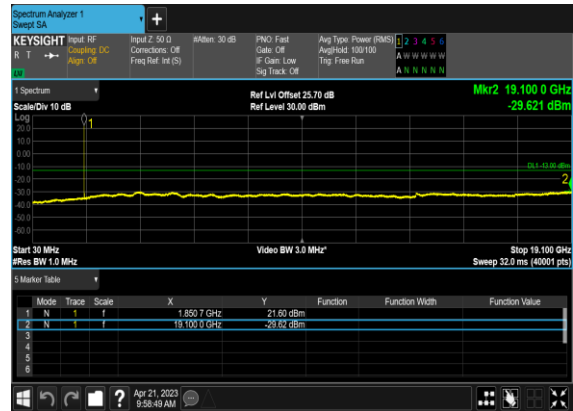 Spectrum Analyzer 1
Swept SA
+
KEYSIGHT Input: RF Input Z: 50 Ω #Atten: 30 dB PNO: Fast Avg Type: Power (RMS) 1 2 3 4 5 6
R T Coupling: DC Corrections: Off Gate: Off Avg|Hold: 100/100 A W W W W W
Align: Off Freq Ref: Int (S) IF Gain: Low Trig: Free Run
Sig Track: Off A N N N N N
1 Spectrum Ref Lvl Offset 25.70 dB Mkr2 19.100 0 GHz
Scale/Div 10 dB Ref Level 30.00 dBm -29.621 dBm
Log
20.0
10.0
0.00
-10.0
-20.0
-30.0
-40.0
-50.0
-60.0
1
DL1 -13.00 dBm
2
Start 30 MHz Video BW 3.0 MHz* Stop 19.100 GHz
#Res BW 1.0 MHz Sweep 32.0 ms (40001 pts)
5 Marker Table
Mode Trace Scale X Y Function Function Width Function Value
1 N 1 f 1.850 7 GHz 21.60 dBm
2 N 1 f 19.100 0 GHz -29.62 dBm
3
4
5
6
? Apr 21, 2023
9:58:49 AM